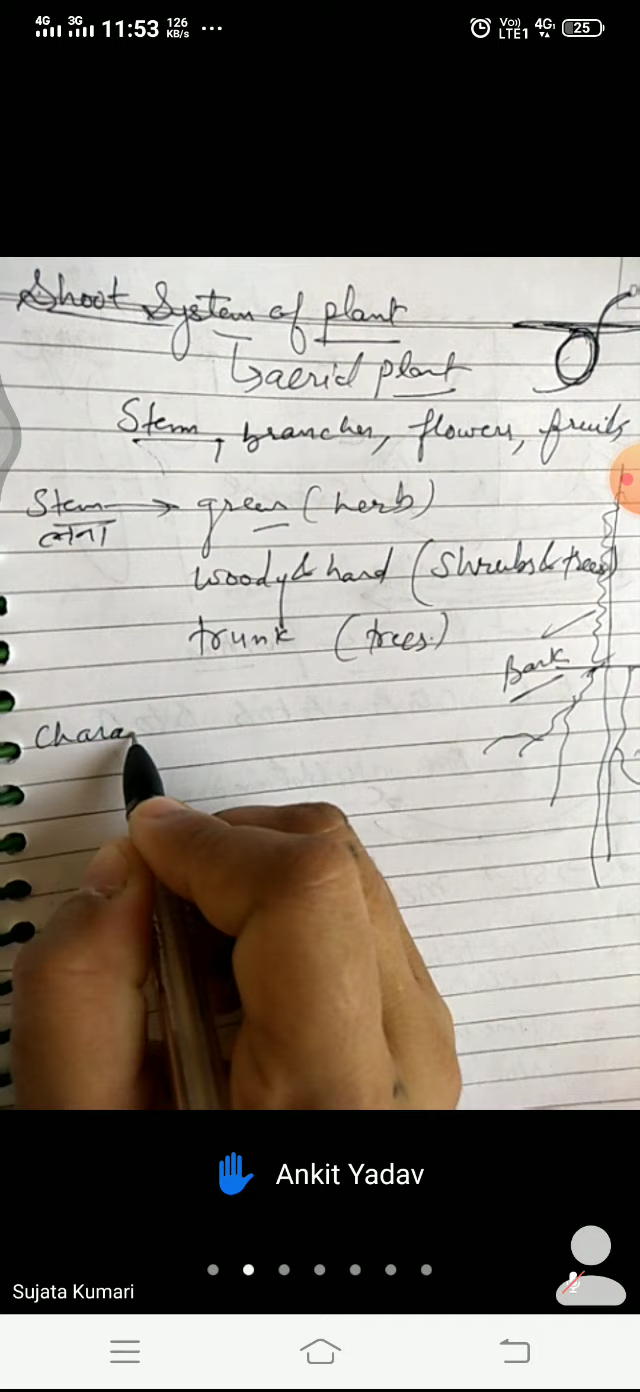 4G 3G 11:53 126 KB/s ... Vo)) LTE1 4G 25
Shoot System of plant
↳ aerial plant
Stem, branches, flowers, fruits,
Stem → green (herb)
तना
woody & hard (Shrubs & trees)
trunk (trees.)
Bark
Chara
Ankit Yadav
Sujata Kumari